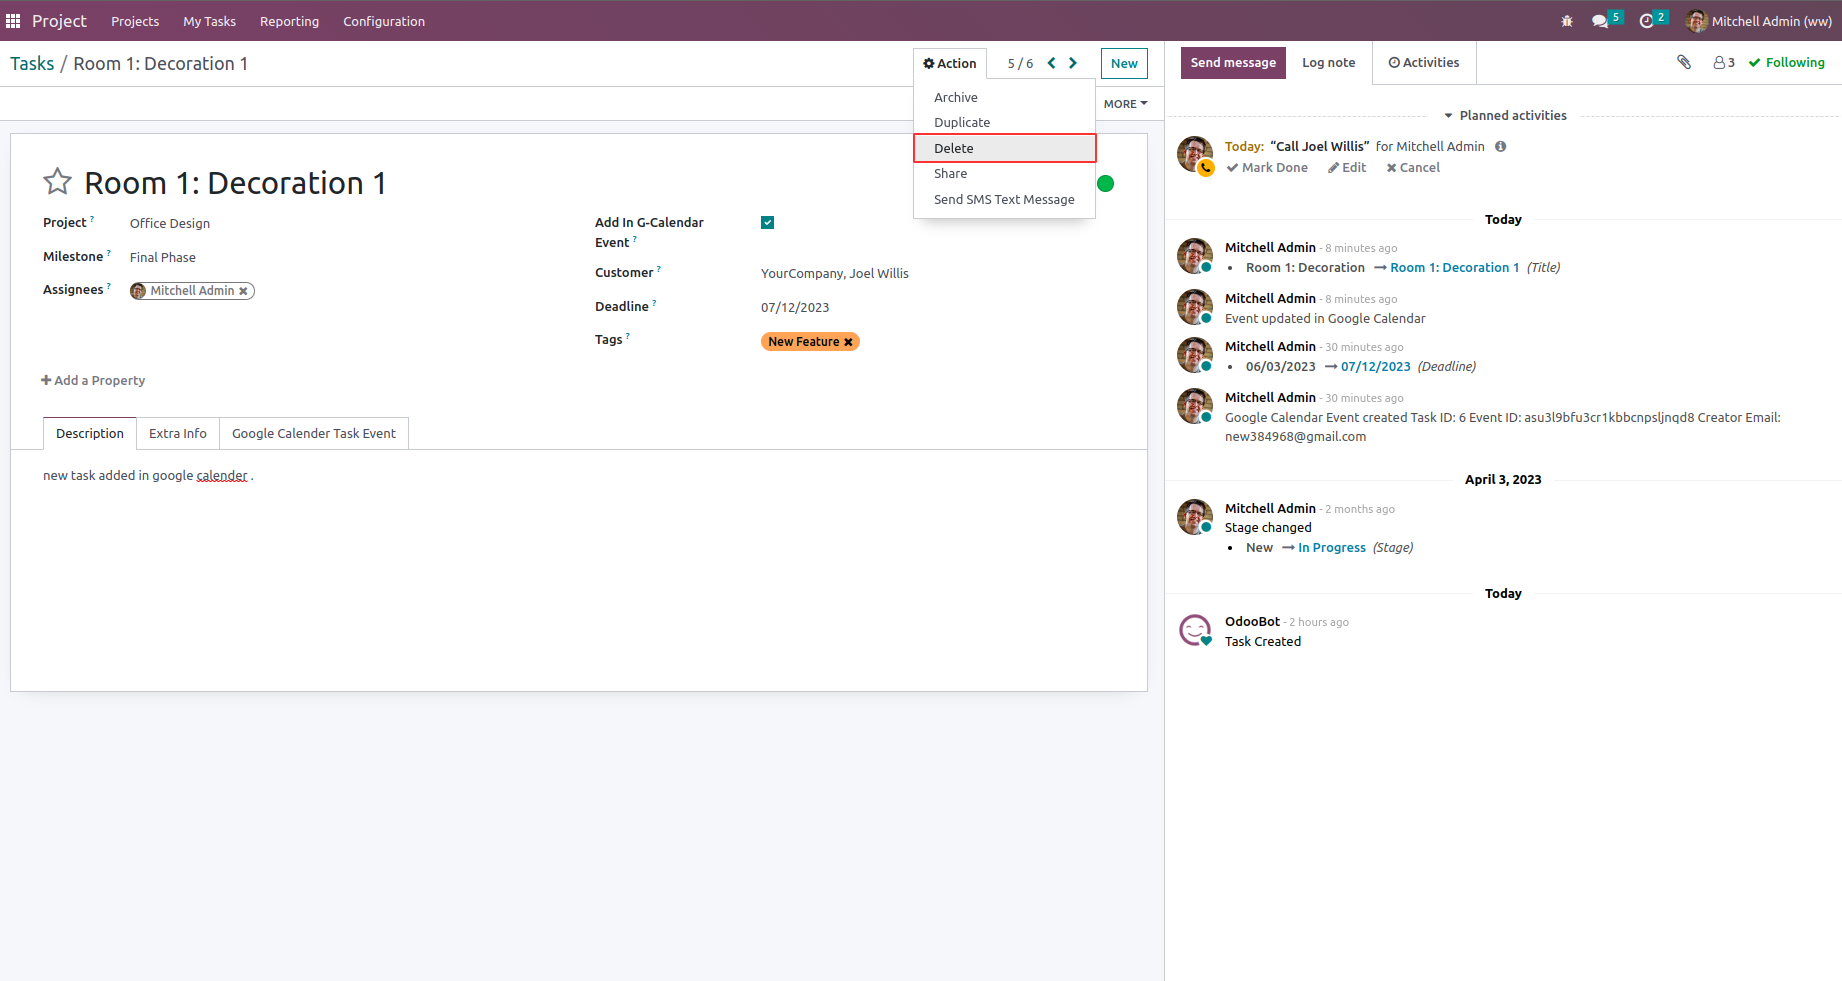 Project Projects My Tasks Reporting Configuration 5 2 Mitchell Admin (ww)
Tasks / Room 1: Decoration 1
Action 5 / 6 New
Archive
Duplicate
Delete
Share
Send SMS Text Message
MORE
Room 1: Decoration 1
Project ? Office Design
Milestone ? Final Phase
Assignees ? Mitchell Admin
Add In G-Calendar
Event ?
Customer ? YourCompany, Joel Willis
Deadline ? 07/12/2023
Tags ? New Feature
Add a Property
Description Extra Info Google Calender Task Event
new task added in google calender .
Send message Log note Activities 3 Following
Planned activities
Today: “Call Joel Willis” for Mitchell Admin
Mark Done Edit Cancel
Today
Mitchell Admin - 8 minutes ago
• Room 1: Decoration → Room 1: Decoration 1 (Title)
Mitchell Admin - 8 minutes ago
Event updated in Google Calendar
Mitchell Admin - 30 minutes ago
• 06/03/2023 → 07/12/2023 (Deadline)
Mitchell Admin - 30 minutes ago
Google Calendar Event created Task ID: 6 Event ID: asu3l9bfu3cr1kbbcnpsljnqd8 Creator Email:
new384968@gmail.com
April 3, 2023
Mitchell Admin - 2 months ago
Stage changed
• New → In Progress (Stage)
Today
OdooBot - 2 hours ago
Task Created